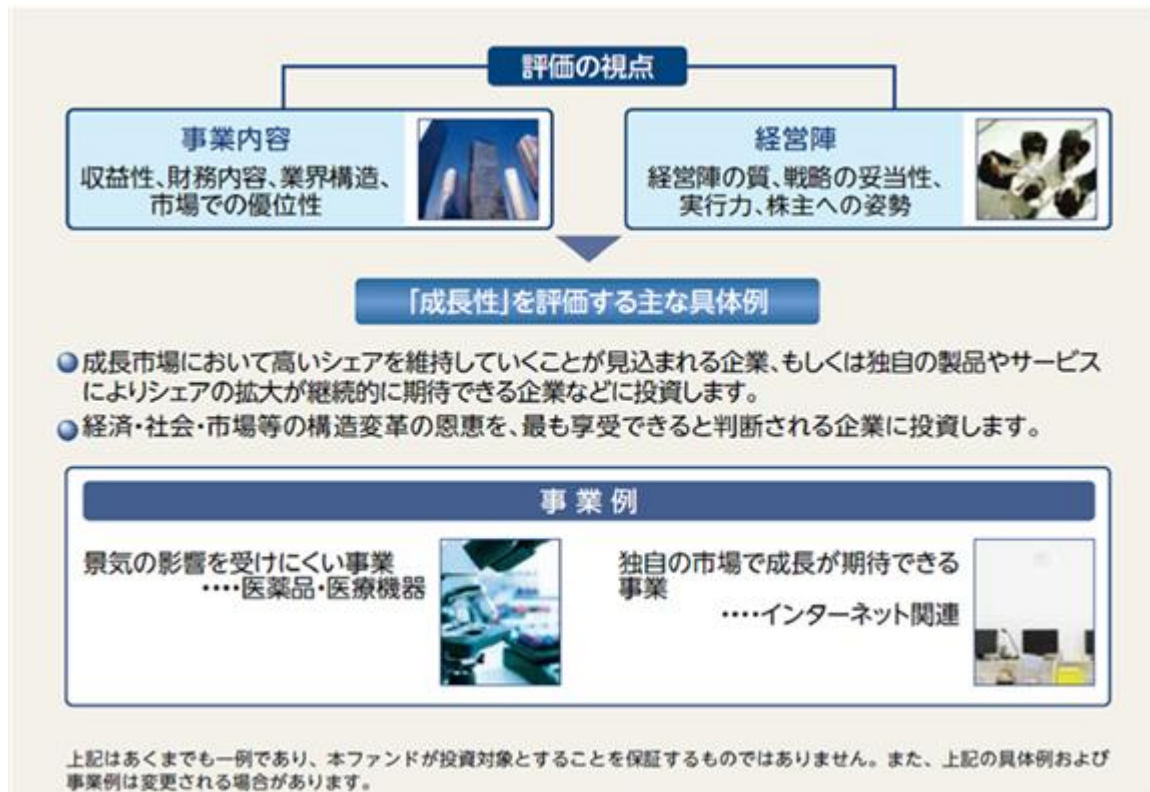 評価の視点
事業内容
収益性、財務内容、業界構造、
市場での優位性
経営陣
経営陣の質、戦略の妥当性、
実行力、株主への姿勢
「成長性」を評価する主な具体例
成長市場において高いシェアを維持していくことが見込まれる企業、もしくは独自の製品やサービス
によりシェアの拡大が継続的に期待できる企業などに投資します。
経済・社会・市場等の構造変革の恩恵を、最も享受できると判断される企業に投資します。
事業例
景気の影響を受けにくい事業
‥‥医薬品・医療機器
独自の市場で成長が期待できる
事業
‥‥インターネット関連
上記はあくまでも一例であり、本ファンドが投資対象とすることを保証するものではありません。また、上記の具体例および
事業例は変更される場合があります。